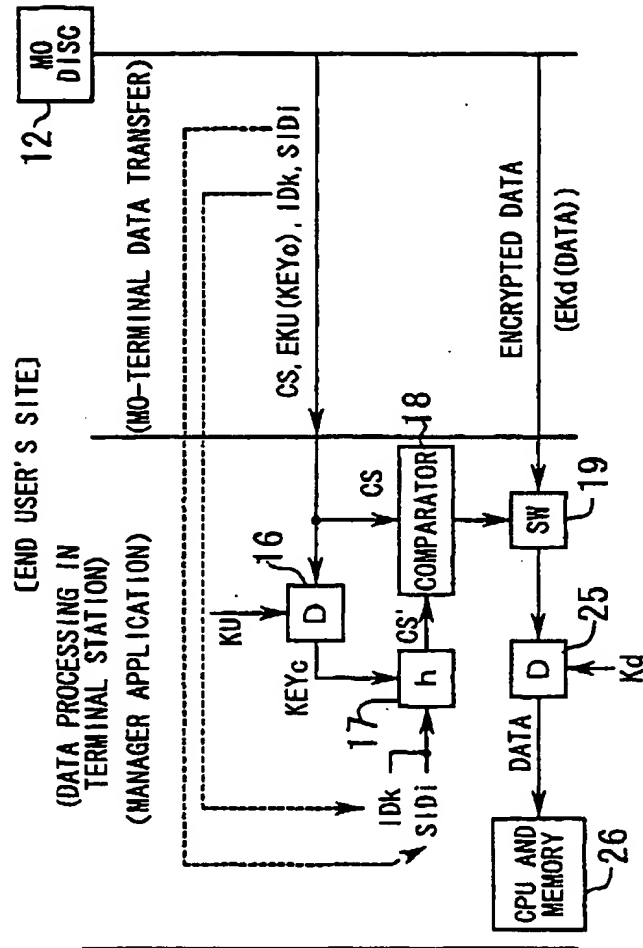 [END USER'S SITE]
(DATA PROCESSING IN
TERMINAL STATION)
(MANAGER APPLICATION)
(MO-TERMINAL DATA TRANSFER)
12
MO
DISC
CS, EKU(KEYo), IDk, SIDi
KU
16
D
KEYc
CS
18
COMPARATOR
CS'
17
h
IDk
SIDi
ENCRYPTED DATA
(EKd(DATA))
SW
19
25
D
Kd
DATA
CPU AND
MEMORY
26